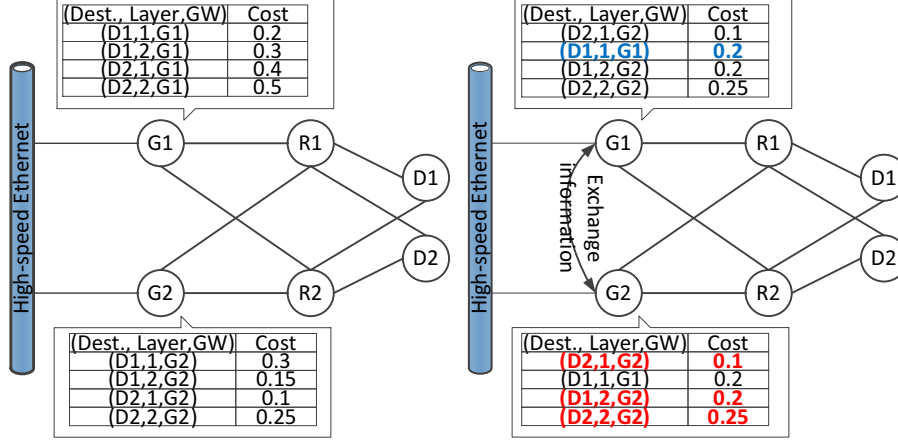 (Dest., Layer,GW) Cost
(D1,1,G1) 0.2
(D1,2,G1) 0.3
(D2,1,G1) 0.4
(D2,2,G1) 0.5
(Dest., Layer,GW) Cost
(D2,1,G2) 0.1
(D1,1,G1) 0.2
(D1,2,G2) 0.2
(D2,2,G2) 0.25
High-speed Ethernet
G1
R1
D1
D2
G2
R2
High-speed Ethernet
G1
R1
Exchange
information
D1
D2
G2
R2
(Dest., Layer,GW) Cost
(D1,1,G2) 0.3
(D1,2,G2) 0.15
(D2,1,G2) 0.1
(D2,2,G2) 0.25
(Dest., Layer,GW) Cost
(D2,1,G2) 0.1
(D1,1,G1) 0.2
(D1,2,G2) 0.2
(D2,2,G2) 0.25